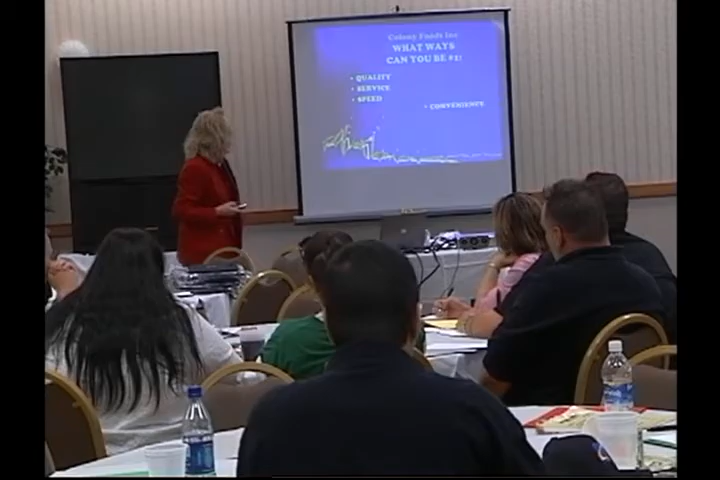 Colony Foods Inc
WHAT WAYS
CAN YOU BE #1?
• QUALITY
• SERVICE
• SPEED
• CONVENIENCE